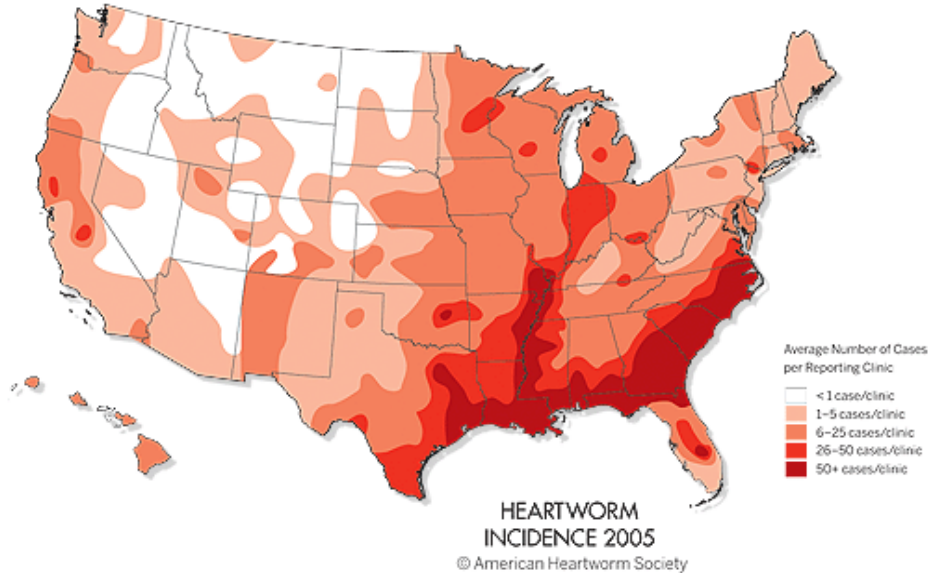 Average Number of Cases
per Reporting Clinic
<1 case/clinic
1–5 cases/clinic
6–25 cases/clinic
26–50 cases/clinic
50+ cases/clinic
HEARTWORM
INCIDENCE 2005
© American Heartworm Society